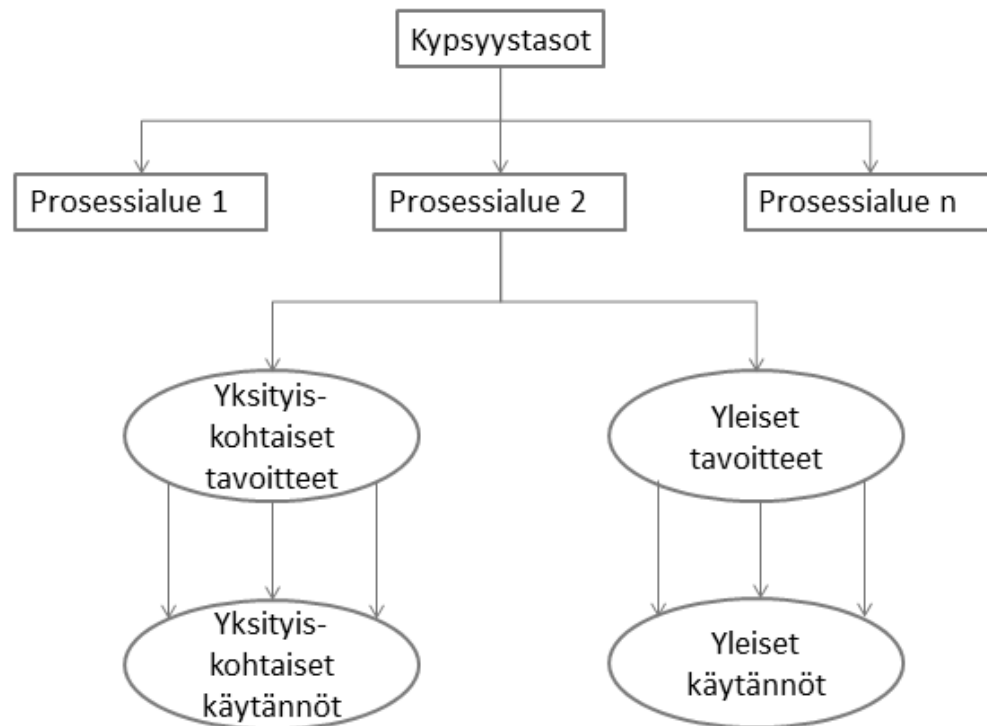 Kypsyystasot
Prosessialue 1
Prosessialue 2
Prosessialue n
Yksityis-
kohtaiset
tavoitteet
Yleiset
tavoitteet
Yksityis-
kohtaiset
käytännöt
Yleiset
käytännöt